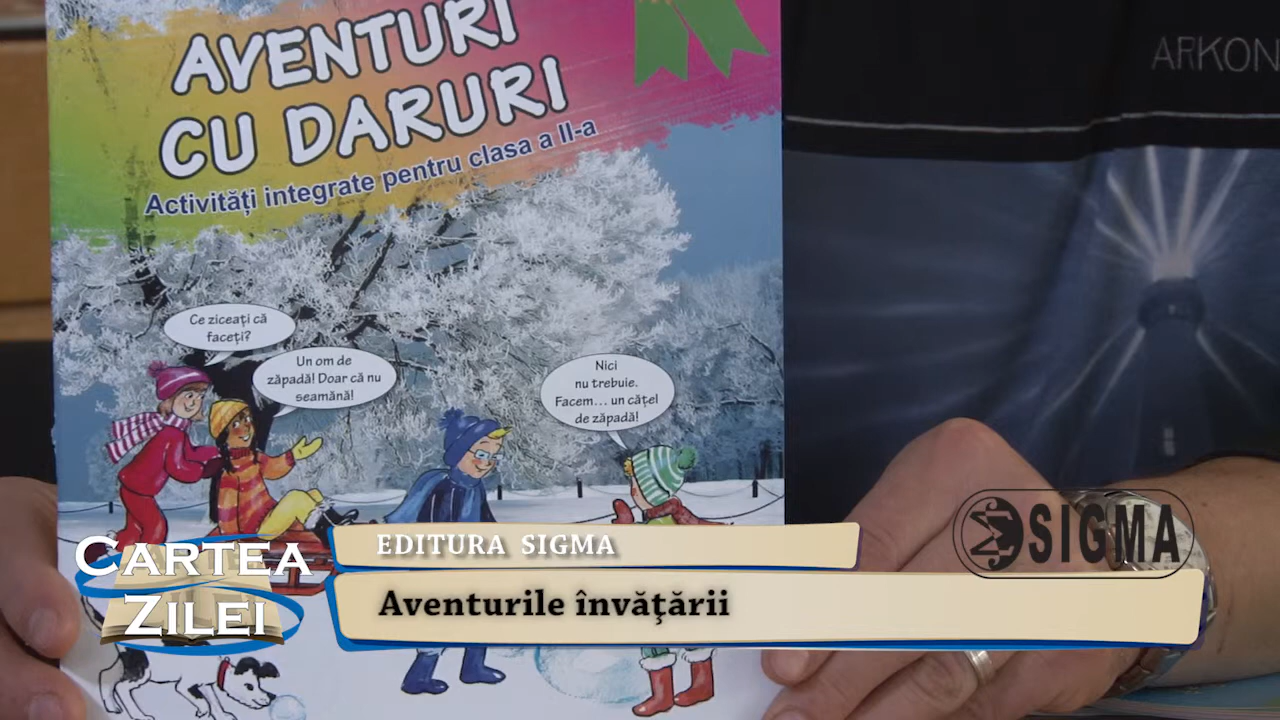 AVENTURI
CU DARURI
Activități integrate pentru clasa a II-a
ARKON
Ce ziceați că
faceți?
Un om de
zăpadă! Doar că nu
seamănă!
Nici
nu trebuie.
Facem... un cățel
de zăpadă!
CARTEA
ZILEI
EDITURA SIGMA
Aventurile învăţării
SIGMA